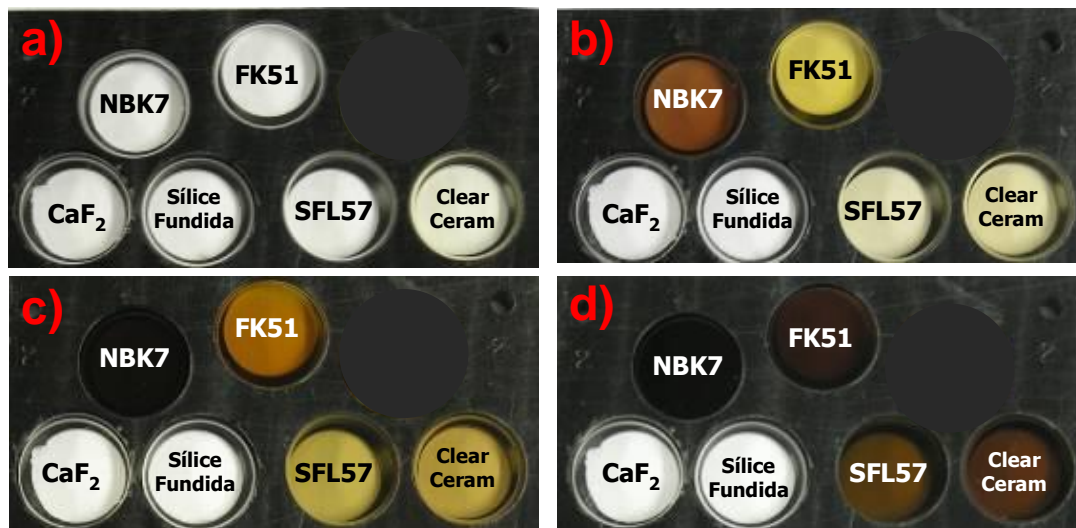 a)
NBK7
FK51
CaF₂
Sílice
Fundida
SFL57
Clear
Ceram
b)
NBK7
FK51
CaF₂
Sílice
Fundida
SFL57
Clear
Ceram
c)
NBK7
FK51
CaF₂
Sílice
Fundida
SFL57
Clear
Ceram
d)
NBK7
FK51
CaF₂
Sílice
Fundida
SFL57
Clear
Ceram